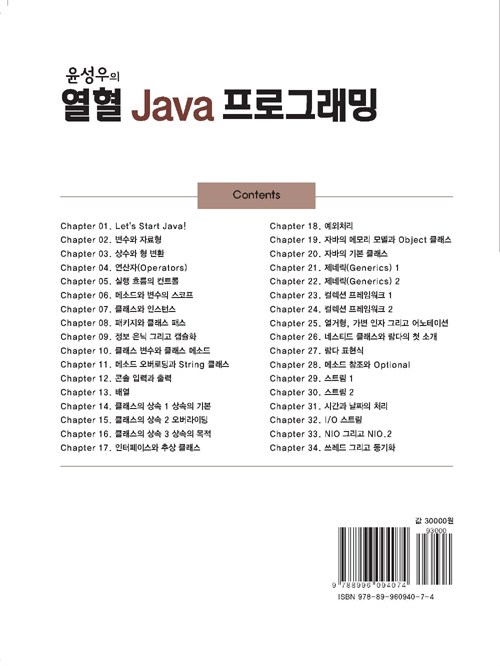 윤성우의
열혈 Java 프로그래밍
Contents
Chapter 01. Let's Start Java!
Chapter 02. 변수와 자료형
Chapter 03. 상수와 형 변환
Chapter 04. 연산자(Operators)
Chapter 05. 실행 흐름의 컨트롤
Chapter 06. 메소드와 변수의 스코프
Chapter 07. 클래스와 인스턴스
Chapter 08. 패키지와 클래스 패스
Chapter 09. 정보 은닉 그리고 캡슐화
Chapter 10. 클래스 변수와 클래스 메소드
Chapter 11. 메소드 오버로딩과 String 클래스
Chapter 12. 콘솔 입력과 출력
Chapter 13. 배열
Chapter 14. 클래스의 상속 1 상속의 기본
Chapter 15. 클래스의 상속 2 오버라이딩
Chapter 16. 클래스의 상속 3 상속의 목적
Chapter 17. 인터페이스와 추상 클래스
Chapter 18. 예외처리
Chapter 19. 자바의 메모리 모델과 Object 클래스
Chapter 20. 자바의 기본 클래스
Chapter 21. 제네릭(Generics) 1
Chapter 22. 제네릭(Generics) 2
Chapter 23. 컬렉션 프레임워크 1
Chapter 24. 컬렉션 프레임워크 2
Chapter 25. 열거형, 가변 인자 그리고 어노테이션
Chapter 26. 네스티드 클래스와 람다의 첫 소개
Chapter 27. 람다 표현식
Chapter 28. 메소드 참조와 Optional
Chapter 29. 스트림 1
Chapter 30. 스트림 2
Chapter 31. 시간과 날짜의 처리
Chapter 32. I/O 스트림
Chapter 33. NIO 그리고 NIO.2
Chapter 34. 쓰레드 그리고 동기화
값 30000원
93000
9 788996 094074
ISBN 978-89-960940-7-4